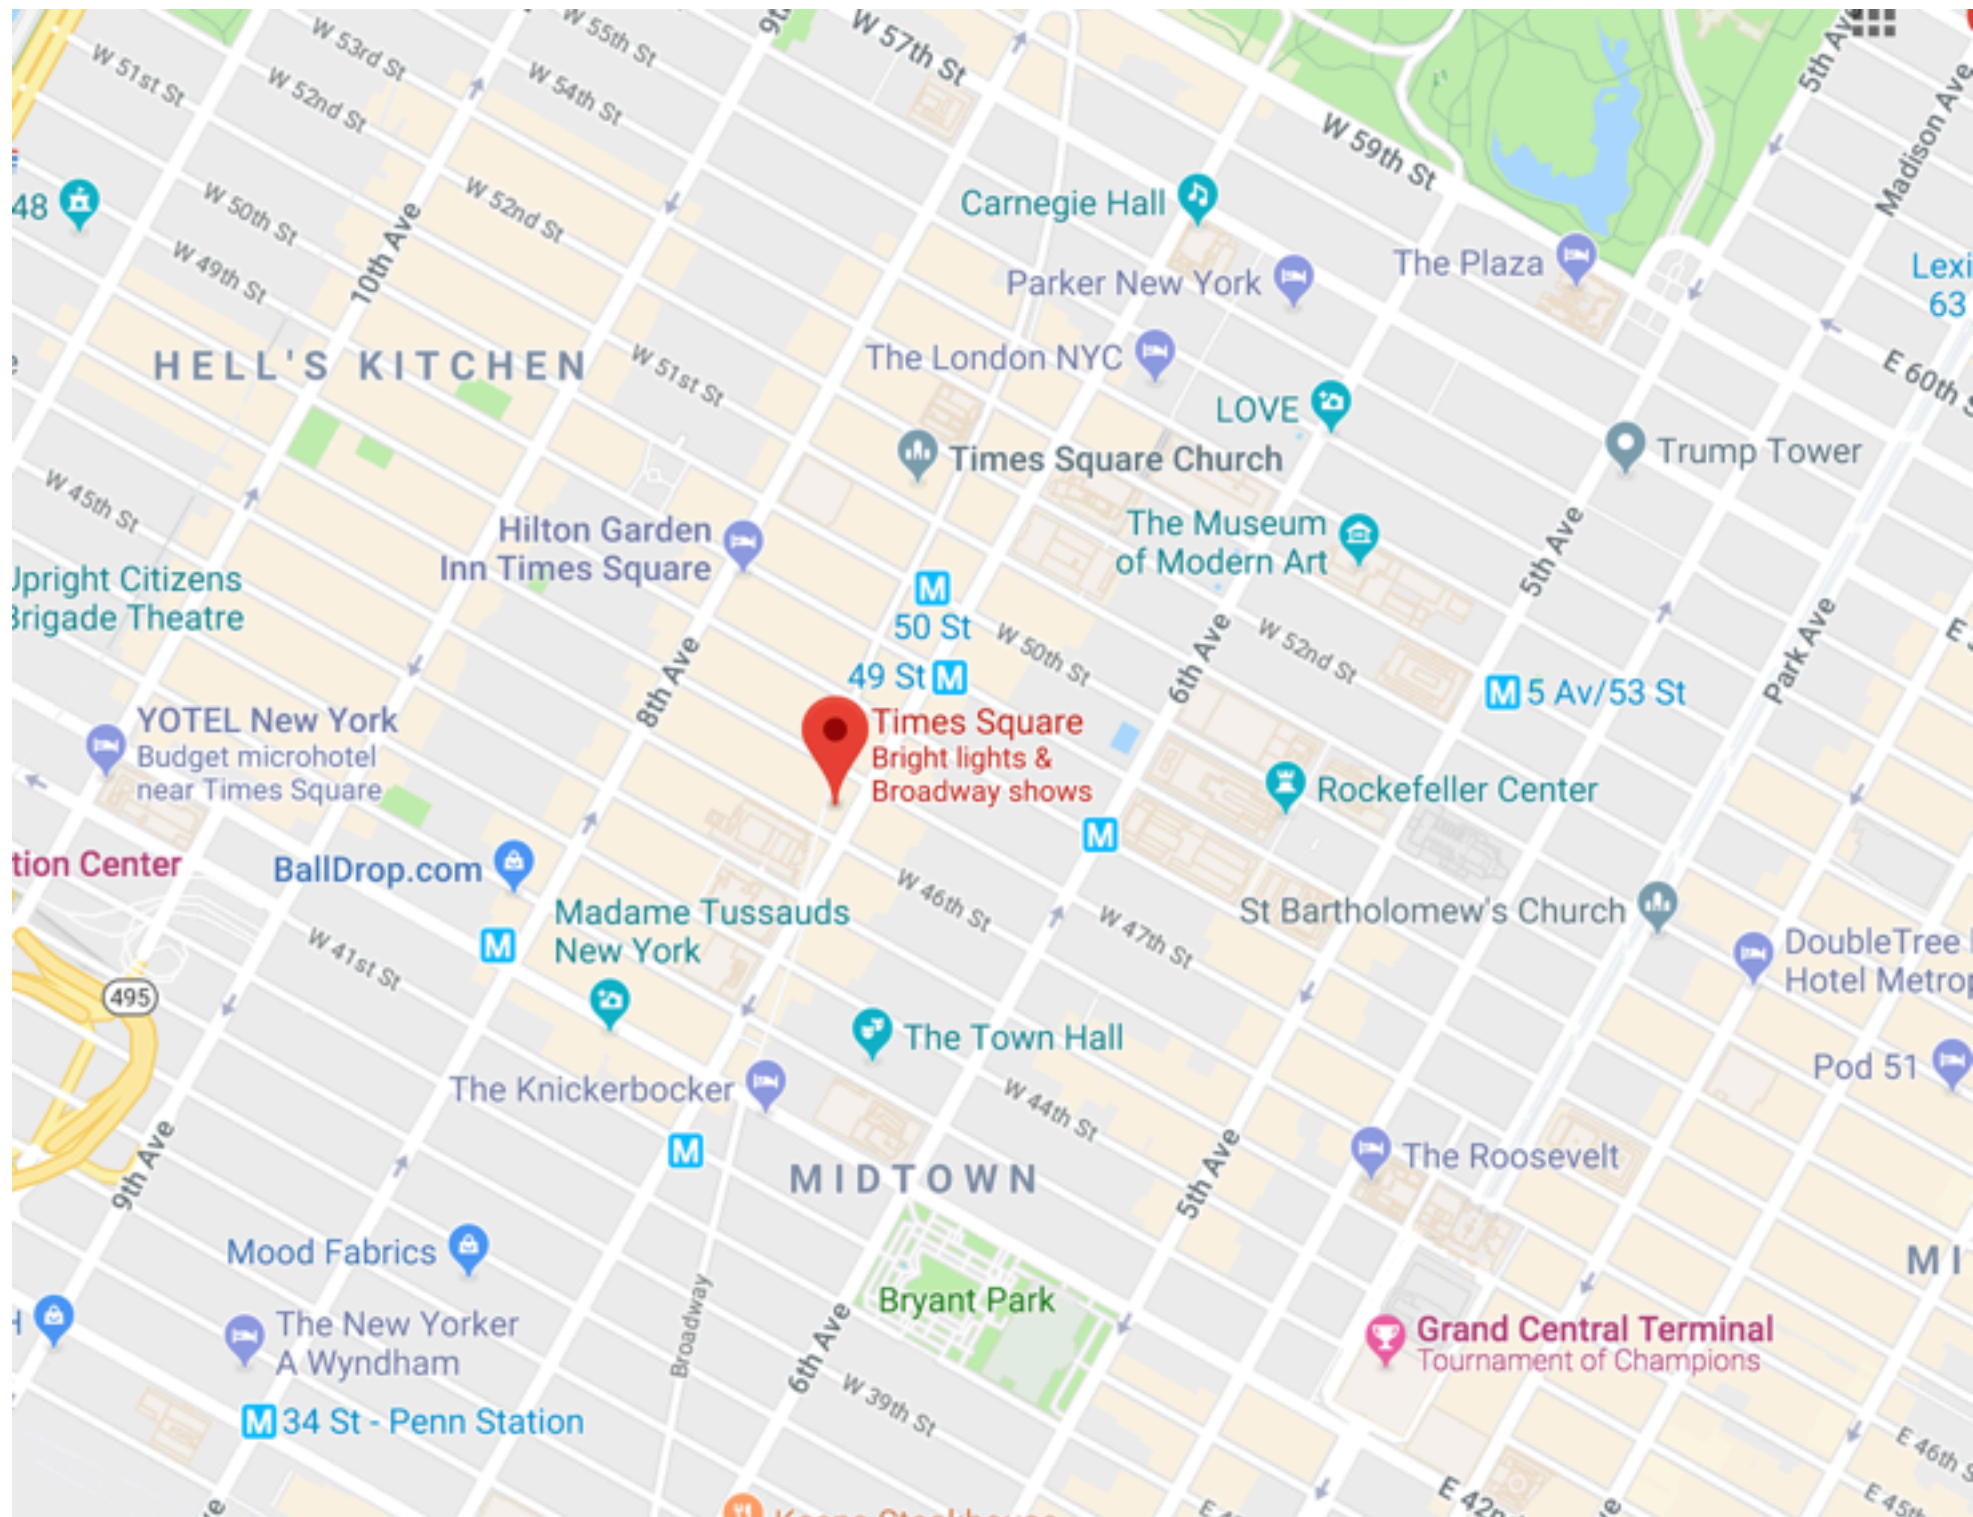 W 55th St
W 57th St
W 53rd St
W 51st St
W 52nd St
W 54th St
5th Ave
Madison Ave
W 59th St
48
W 50th St
W 52nd St
Carnegie Hall
10th Ave
W 49th St
The Plaza
Parker New York
Lexi
63
HELL'S KITCHEN
W 51st St
The London NYC
E 60th S
LOVE
Times Square Church
Trump Tower
W 45th St
Hilton Garden
Inn Times Square
The Museum
of Modern Art
5th Ave
Upright Citizens
Brigade Theatre
50 St
W 50th St
W 52nd St
49 St
8th Ave
6th Ave
Park Ave
5 Av/53 St
YOTEL New York
Budget microhotel
near Times Square
Times Square
Bright lights &
Broadway shows
Rockefeller Center
M
tion Center
BallDrop.com
W 46th St
W 47th St
St Bartholomew's Church
Madame Tussauds
New York
M
W 41st St
DoubleTree
Hotel Metrop
495
The Town Hall
Pod 51
The Knickerbocker
W 44th St
M
9th Ave
MIDTOWN
5th Ave
The Roosevelt
Mood Fabrics
MI
Bryant Park
The New Yorker
A Wyndham
Broadway
6th Ave
Grand Central Terminal
Tournament of Champions
W 39th St
M 34 St - Penn Station
E 46th S
E 45th
E 42n